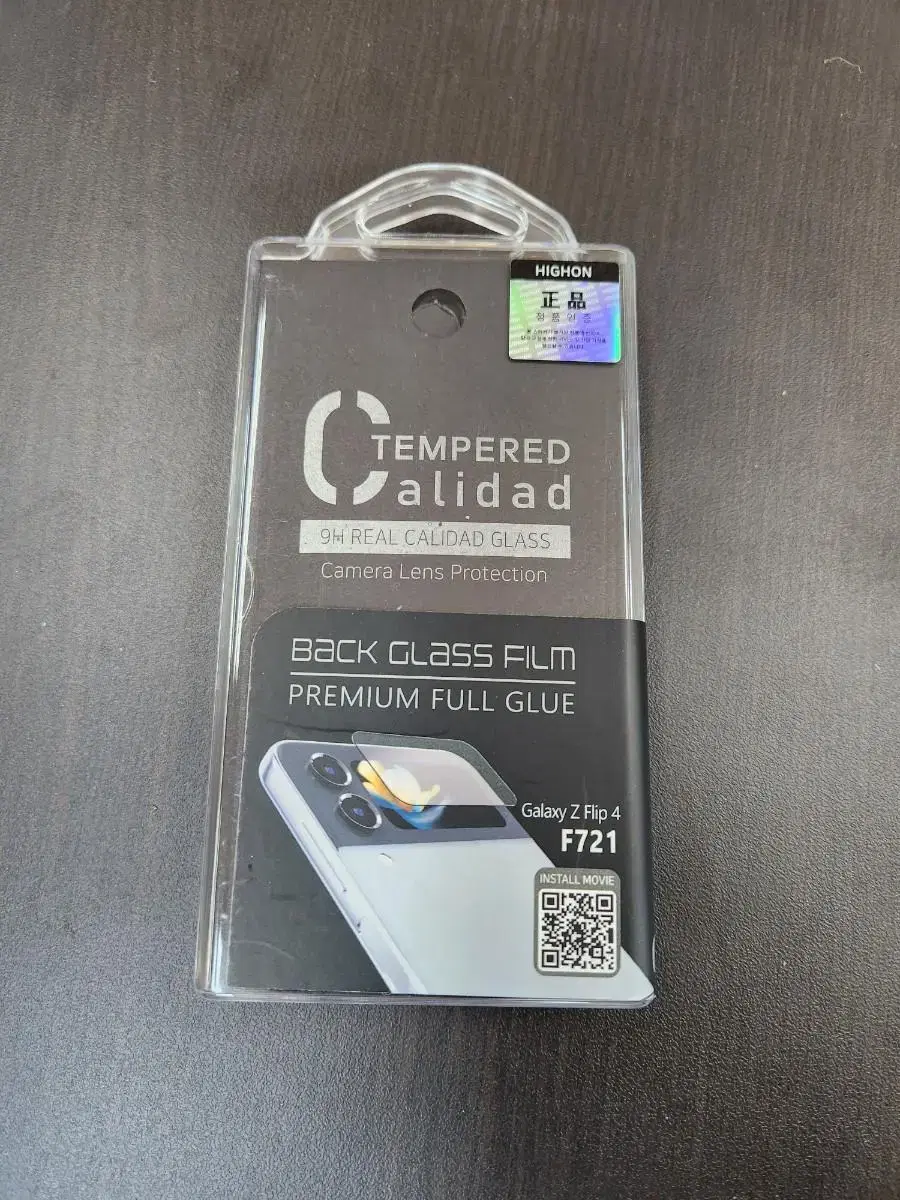 HIGHON
正品
정품인증
TEMPERED
Calidad
9H REAL CALIDAD GLASS
Camera Lens Protection
BACK GLASS FILM
PREMIUM FULL GLUE
Galaxy Z Flip 4
F721
INSTALL MOVIE